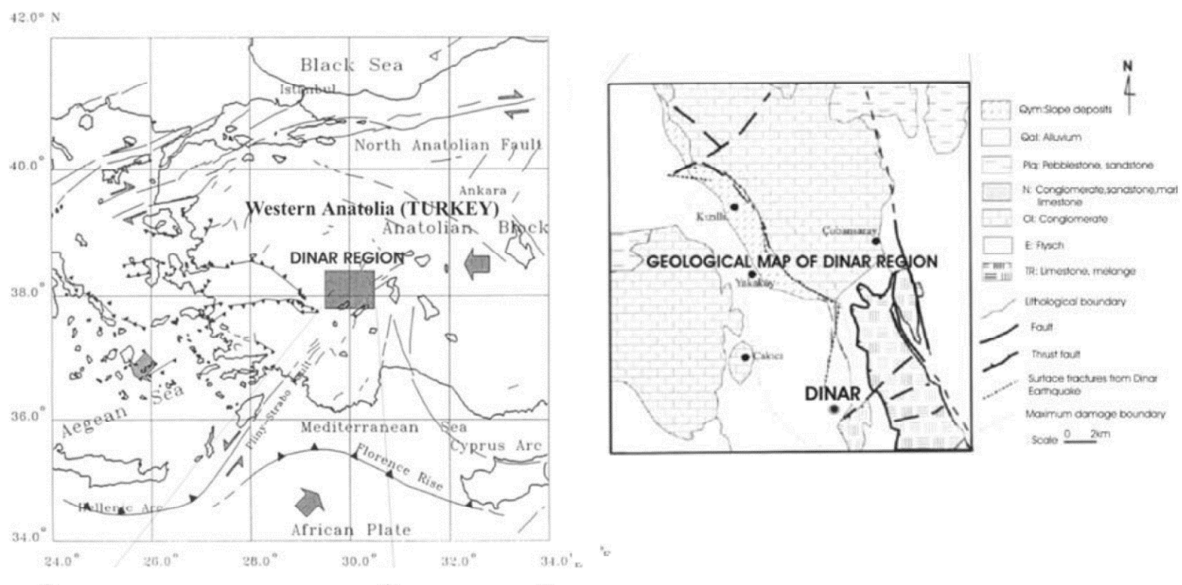 42.0° N
Black Sea
Istanbul
North Anatolian Fault
40.0°
Ankara
Western Anatolia (TURKEY)
Anatolian Block
DINAR REGION
38.0°
Aegean Sea
Pliny-Strabo Fault
36.0°
Mediterranean Sea
Cyprus Arc
Florence Rise
Hellenic Arc
African Plate
34.0°
24.0° 26.0° 28.0° 30.0° 32.0° 34.0° E
N
Kızıllı
Çobansaray
GEOLOGICAL MAP OF DINAR REGION
Yakaköy
DINAR
Qym:Slope deposits
Qal: Alluvium
Plq: Pebblestone, sandstone
N: Conglomerate,sandstone,marl
limestone
Ol: Conglomerate
E: Flysch
TR: Limestone, melange
Lithological boundary
Fault
Thrust fault
Surface fractures from Dinar
Earthquake
Maximum damage boundary
: Scale 0 2km